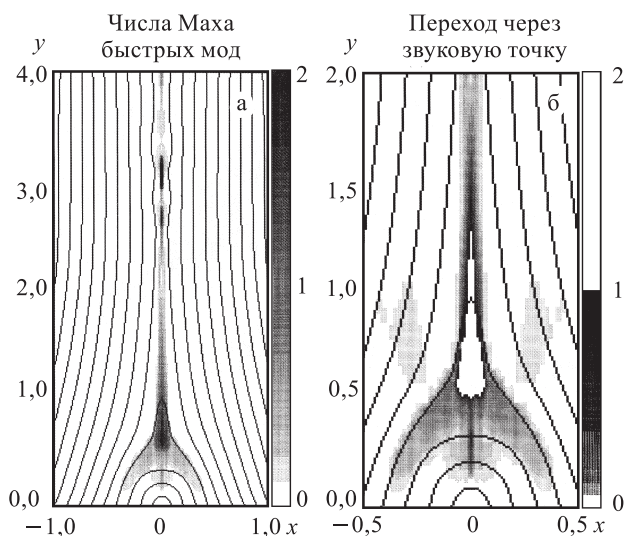 Числа Маха
быстрых мод
y
4,0
3,0
2,0
1,0
0,0
−1,0
0
1,0 x
а
2
1
0
Переход через
звуковую точку
y
2,0
1,5
1,0
0,5
0,0
−0,5
0
0,5 x
б
2
1
0